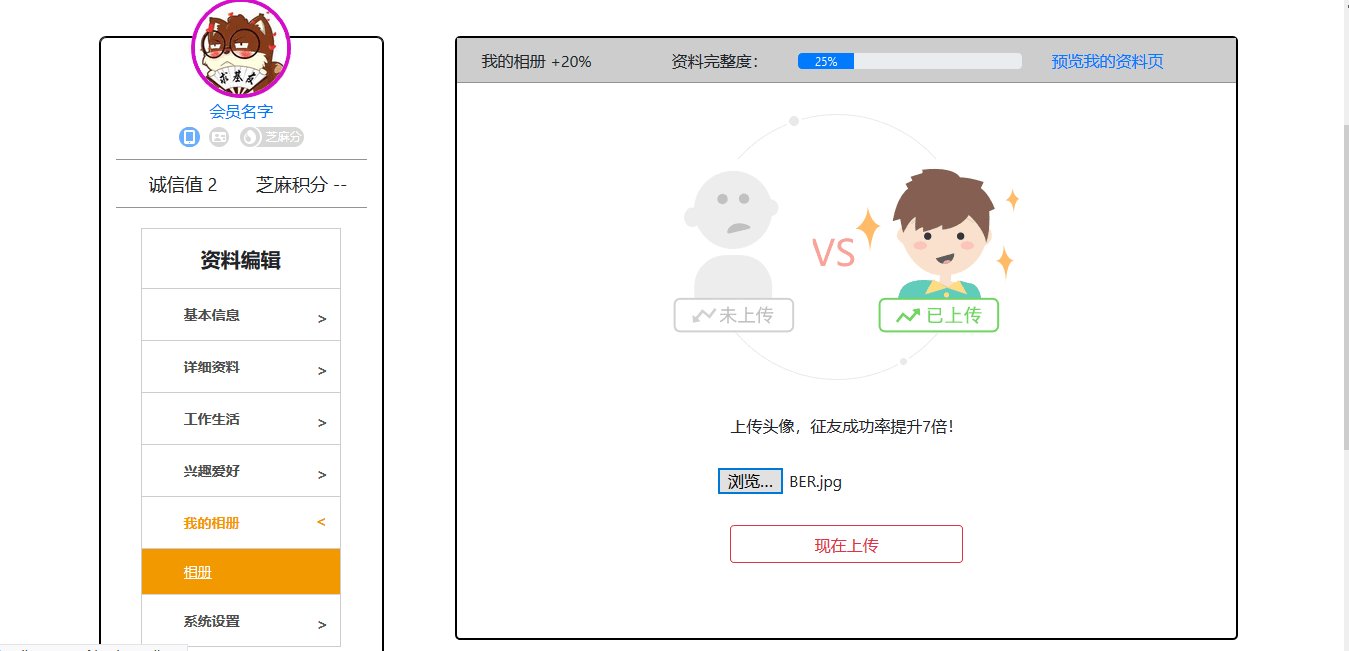 求基友
会员名字
芝麻分
诚信值 2 芝麻积分 --
资料编辑
基本信息 >
详细资料 >
工作生活 >
兴趣爱好 >
我的相册 <
相册
系统设置 >
我的相册 +20% 资料完整度: 25% 预览我的资料页
VS
未上传
已上传
上传头像，征友成功率提升7倍！
浏览... BER.jpg
现在上传